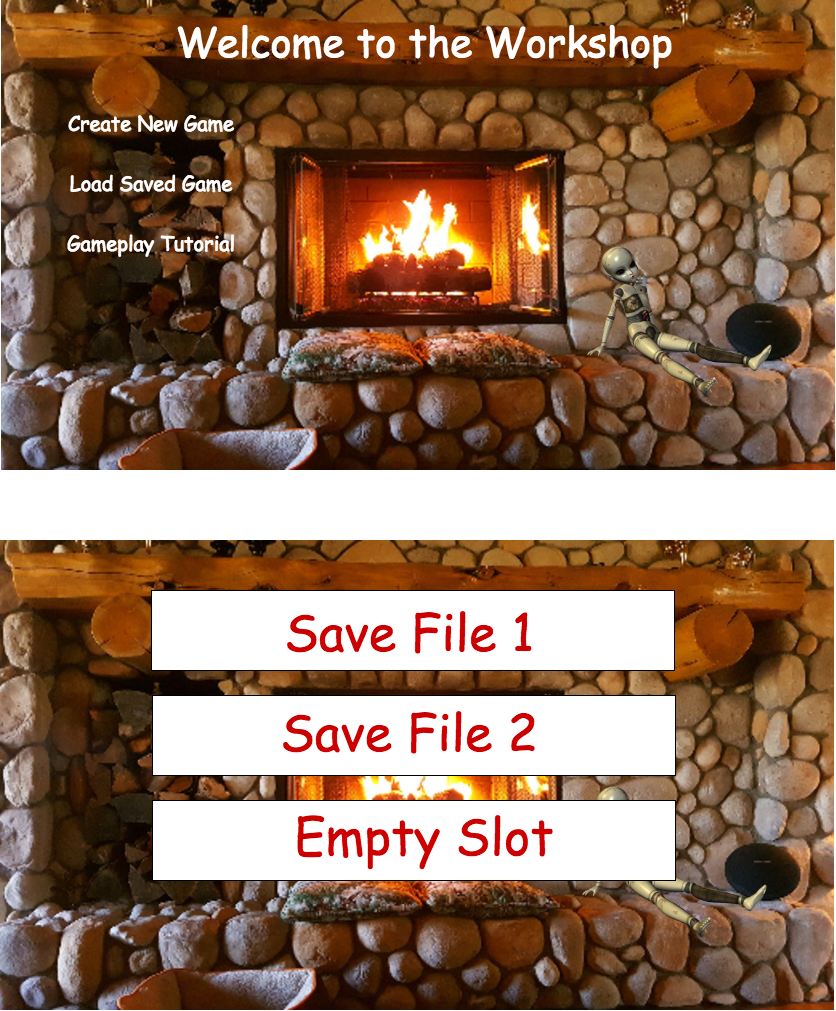 Welcome to the Workshop
Create New Game
Load Saved Game
Gameplay Tutorial
Save File 1
Save File 2
Empty Slot